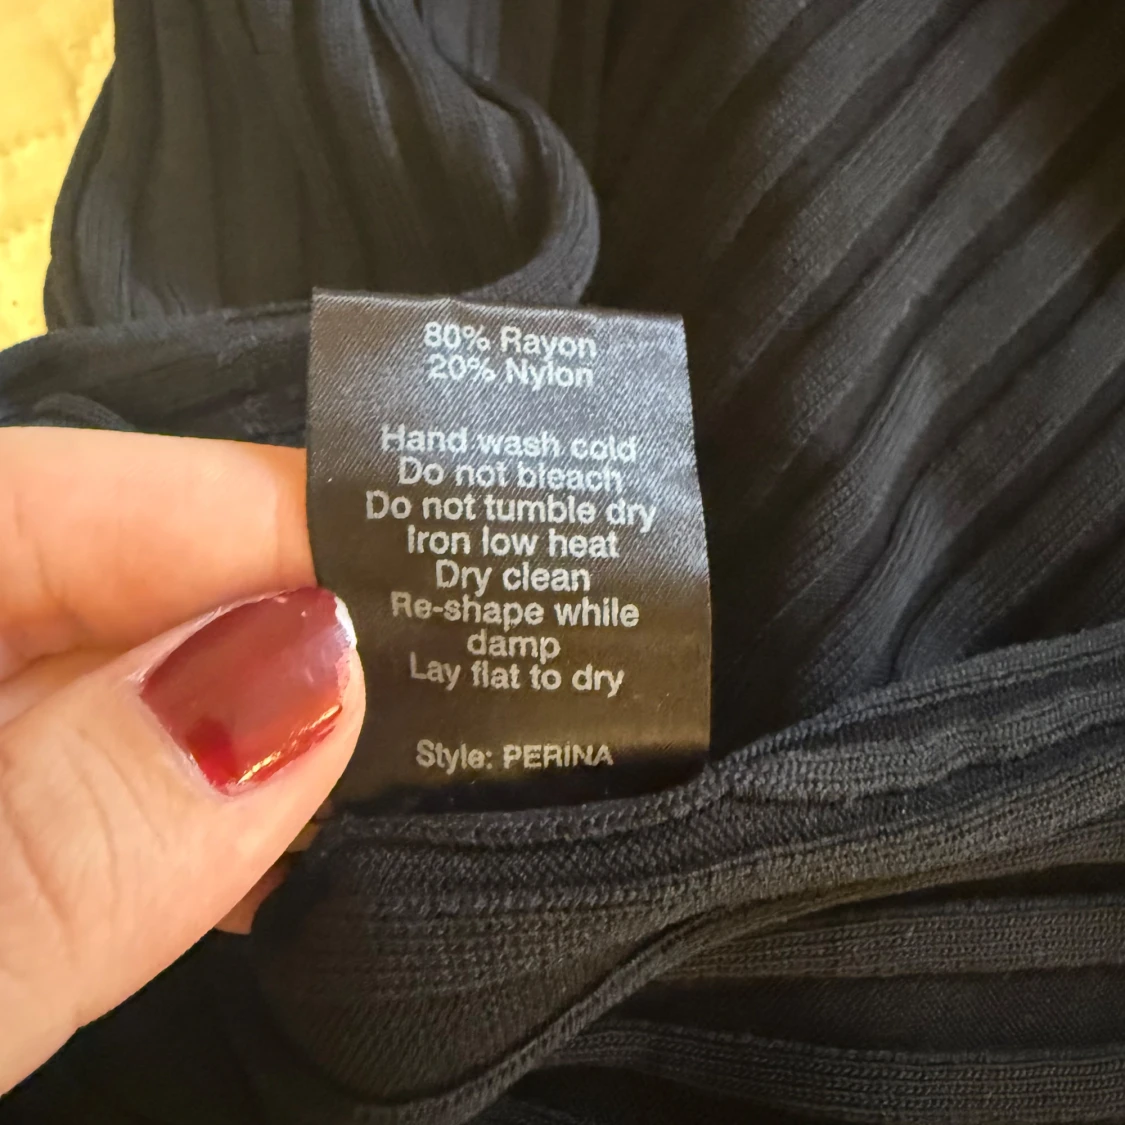 80% Rayon
20% Nylon
Hand wash cold
Do not bleach
Do not tumble dry
Iron low heat
Dry clean
Re-shape while
damp
Lay flat to dry
Style: PERINA